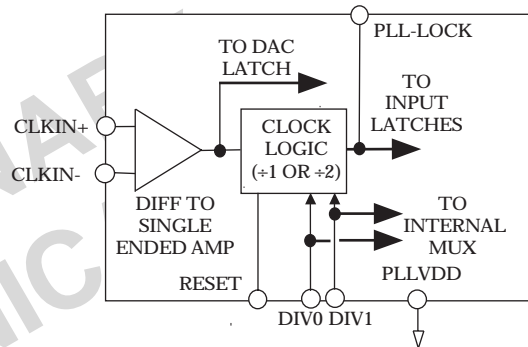 PLL-LOCK
TO DAC
LATCH
TO
INPUT
LATCHES
CLKIN+
CLKIN-
CLOCK
LOGIC
(÷1 OR ÷2)
DIFF TO
SINGLE
ENDED AMP
TO
INTERNAL
MUX
RESET
PLLVDD
DIV0 DIV1